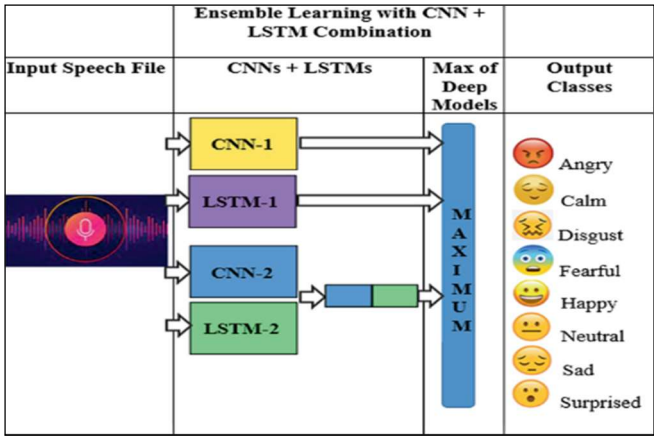 Ensemble Learning with CNN +
LSTM Combination
Input Speech File
CNNs + LSTMs
Max of
Deep
Models
Output
Classes
CNN-1
LSTM-1
CNN-2
LSTM-2
MAXIMUM
Angry
Calm
Disgust
Fearful
Happy
Neutral
Sad
Surprised